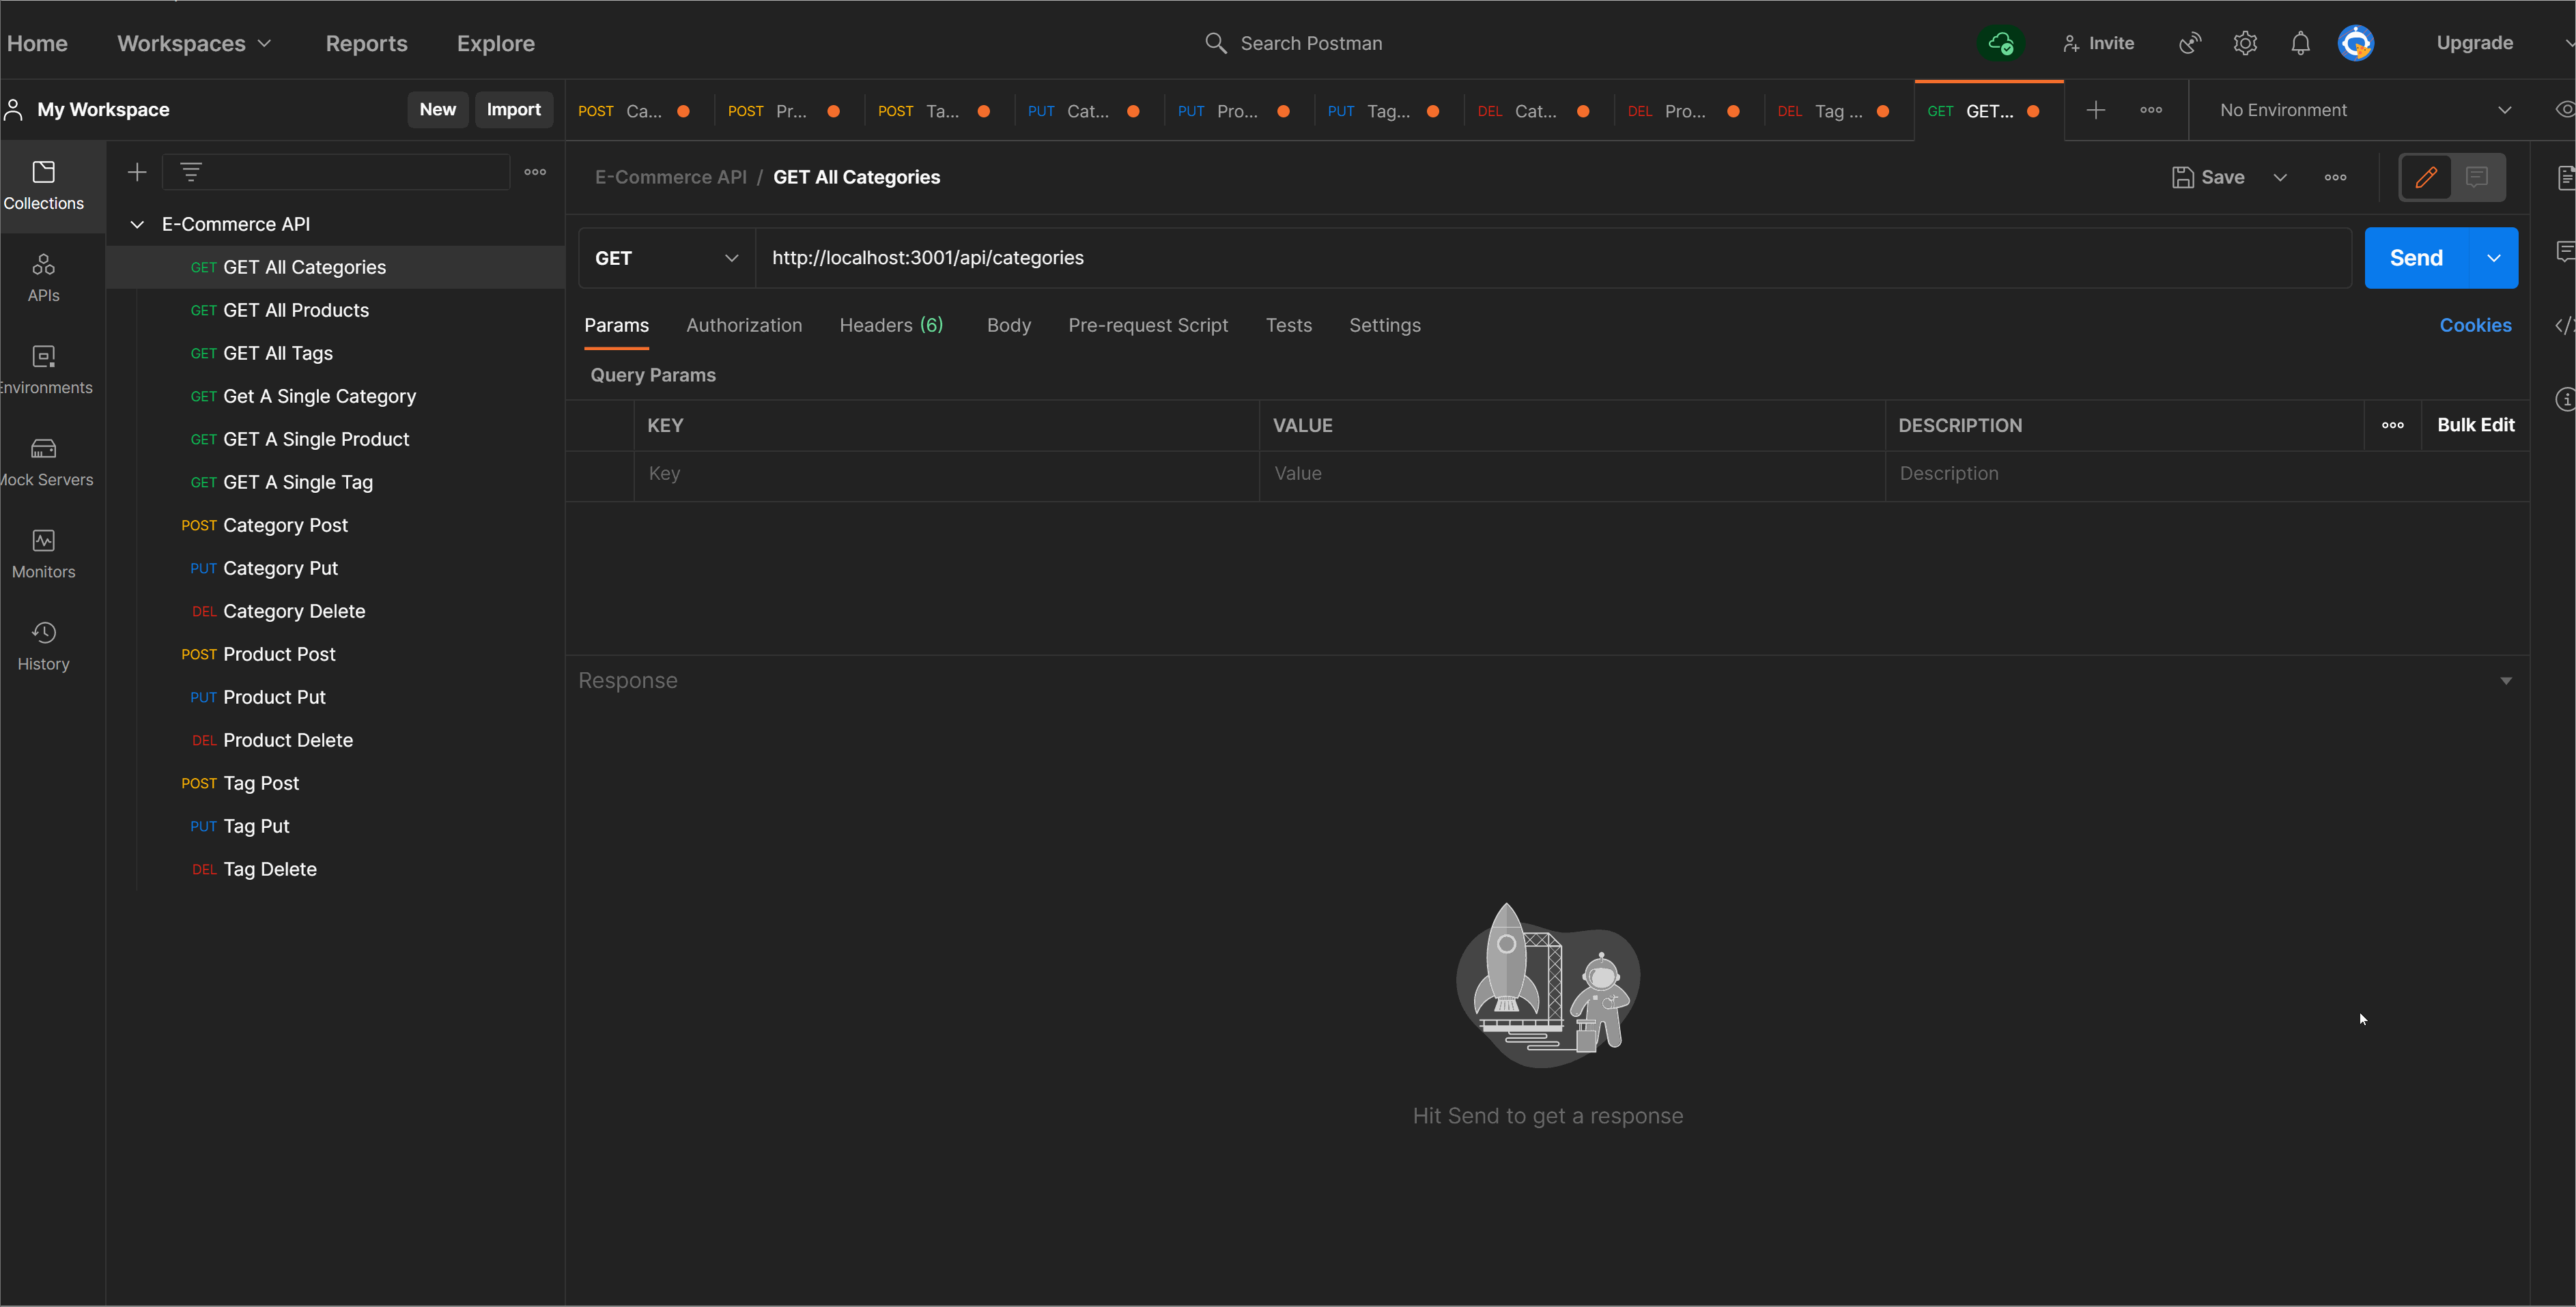 Home Workspaces Reports Explore Search Postman Invite Upgrade
My Workspace New Import
POST Ca... POST Pr... POST Ta... PUT Cat... PUT Pro... PUT Tag... DEL Cat... DEL Pro... DEL Tag ... GET GET... No Environment
Collections
APIs
nvironments
Mock Servers
Monitors
History
E-Commerce API
GET GET All Categories
GET GET All Products
GET GET All Tags
GET Get A Single Category
GET GET A Single Product
GET GET A Single Tag
POST Category Post
PUT Category Put
DEL Category Delete
POST Product Post
PUT Product Put
DEL Product Delete
POST Tag Post
PUT Tag Put
DEL Tag Delete
E-Commerce API / GET All Categories Save
GET http://localhost:3001/api/categories Send
Params Authorization Headers (6) Body Pre-request Script Tests Settings Cookies
Query Params
KEY VALUE DESCRIPTION Bulk Edit
Key Value Description
Response
Hit Send to get a response